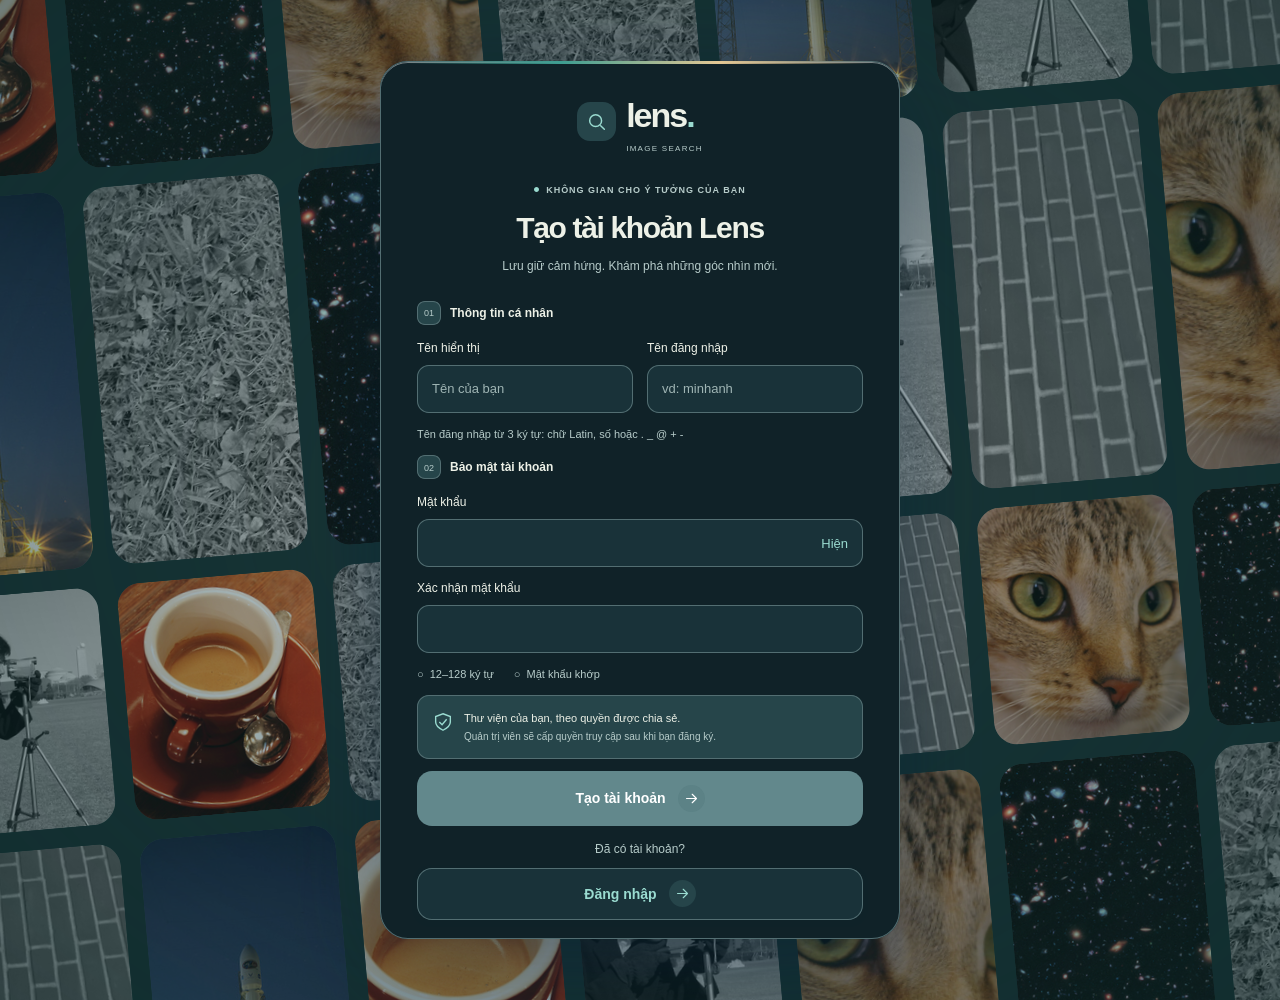 lens.
IMAGE SEARCH
KHÔNG GIAN CHO Ý TƯỞNG CỦA BẠN
Tạo tài khoản Lens
Lưu giữ cảm hứng. Khám phá những góc nhìn mới.
01 Thông tin cá nhân
Tên hiển thị
Tên đăng nhập
Tên của bạn
vd: minhanh
Tên đăng nhập từ 3 ký tự: chữ Latin, số hoặc . _ @ + -
02 Bảo mật tài khoản
Mật khẩu
Hiện
Xác nhận mật khẩu
○ 12–128 ký tự ○ Mật khẩu khớp
Thư viện của bạn, theo quyền được chia sẻ.
Quản trị viên sẽ cấp quyền truy cập sau khi bạn đăng ký.
Tạo tài khoản →
Đã có tài khoản?
Đăng nhập →